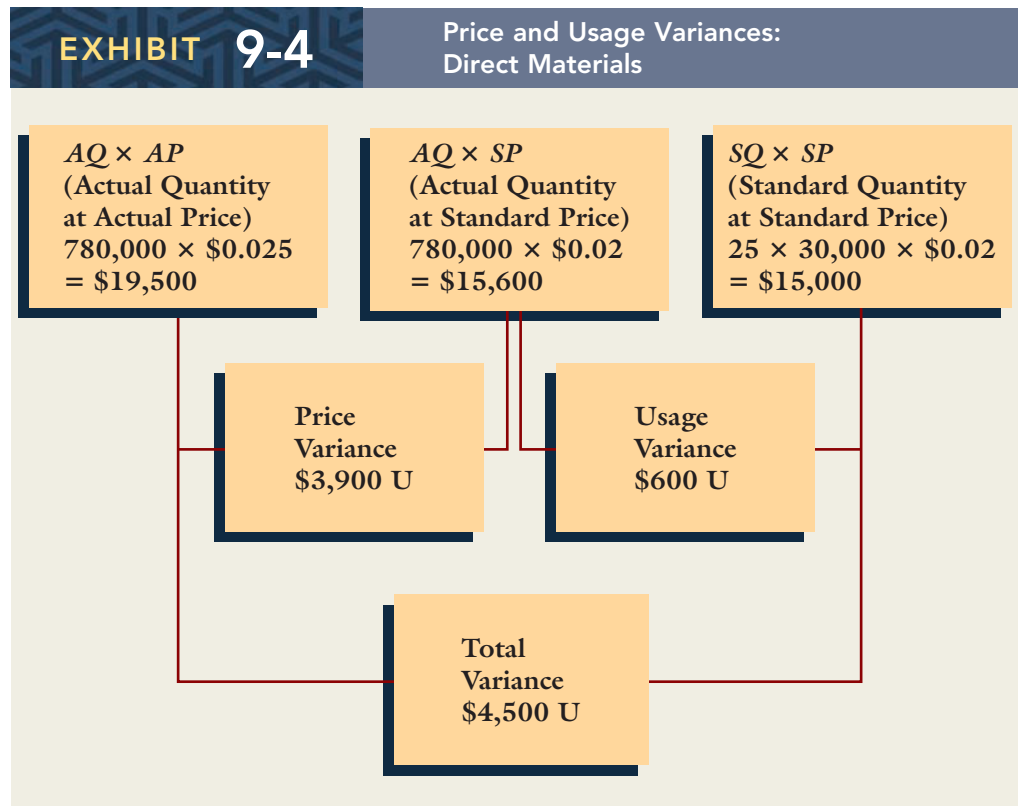 EXHIBIT 9-4
Price and Usage Variances:
Direct Materials
AQ × AP
(Actual Quantity
at Actual Price)
780,000 × $0.025
= $19,500
AQ × SP
(Actual Quantity
at Standard Price)
780,000 × $0.02
= $15,600
SQ × SP
(Standard Quantity
at Standard Price)
25 × 30,000 × $0.02
= $15,000
Price
Variance
$3,900 U
Usage
Variance
$600 U
Total
Variance
$4,500 U